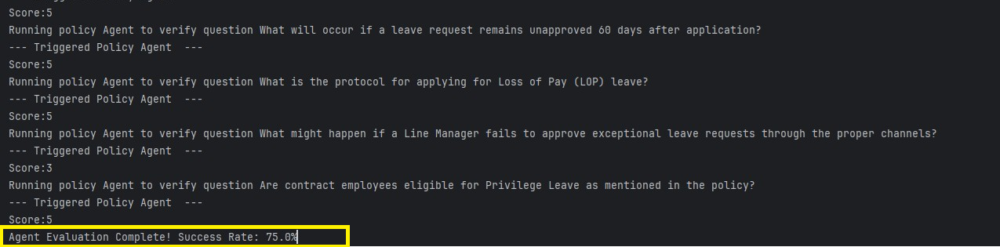 Score:5
Running policy Agent to verify question What will occur if a leave request remains unapproved 60 days after application?
--- Triggered Policy Agent  ---
Score:5
Running policy Agent to verify question What is the protocol for applying for Loss of Pay (LOP) leave?
--- Triggered Policy Agent  ---
Score:5
Running policy Agent to verify question What might happen if a Line Manager fails to approve exceptional leave requests through the proper channels?
--- Triggered Policy Agent  ---
Score:3
Running policy Agent to verify question Are contract employees eligible for Privilege Leave as mentioned in the policy?
--- Triggered Policy Agent  ---
Score:5
Agent Evaluation Complete! Success Rate: 75.0%